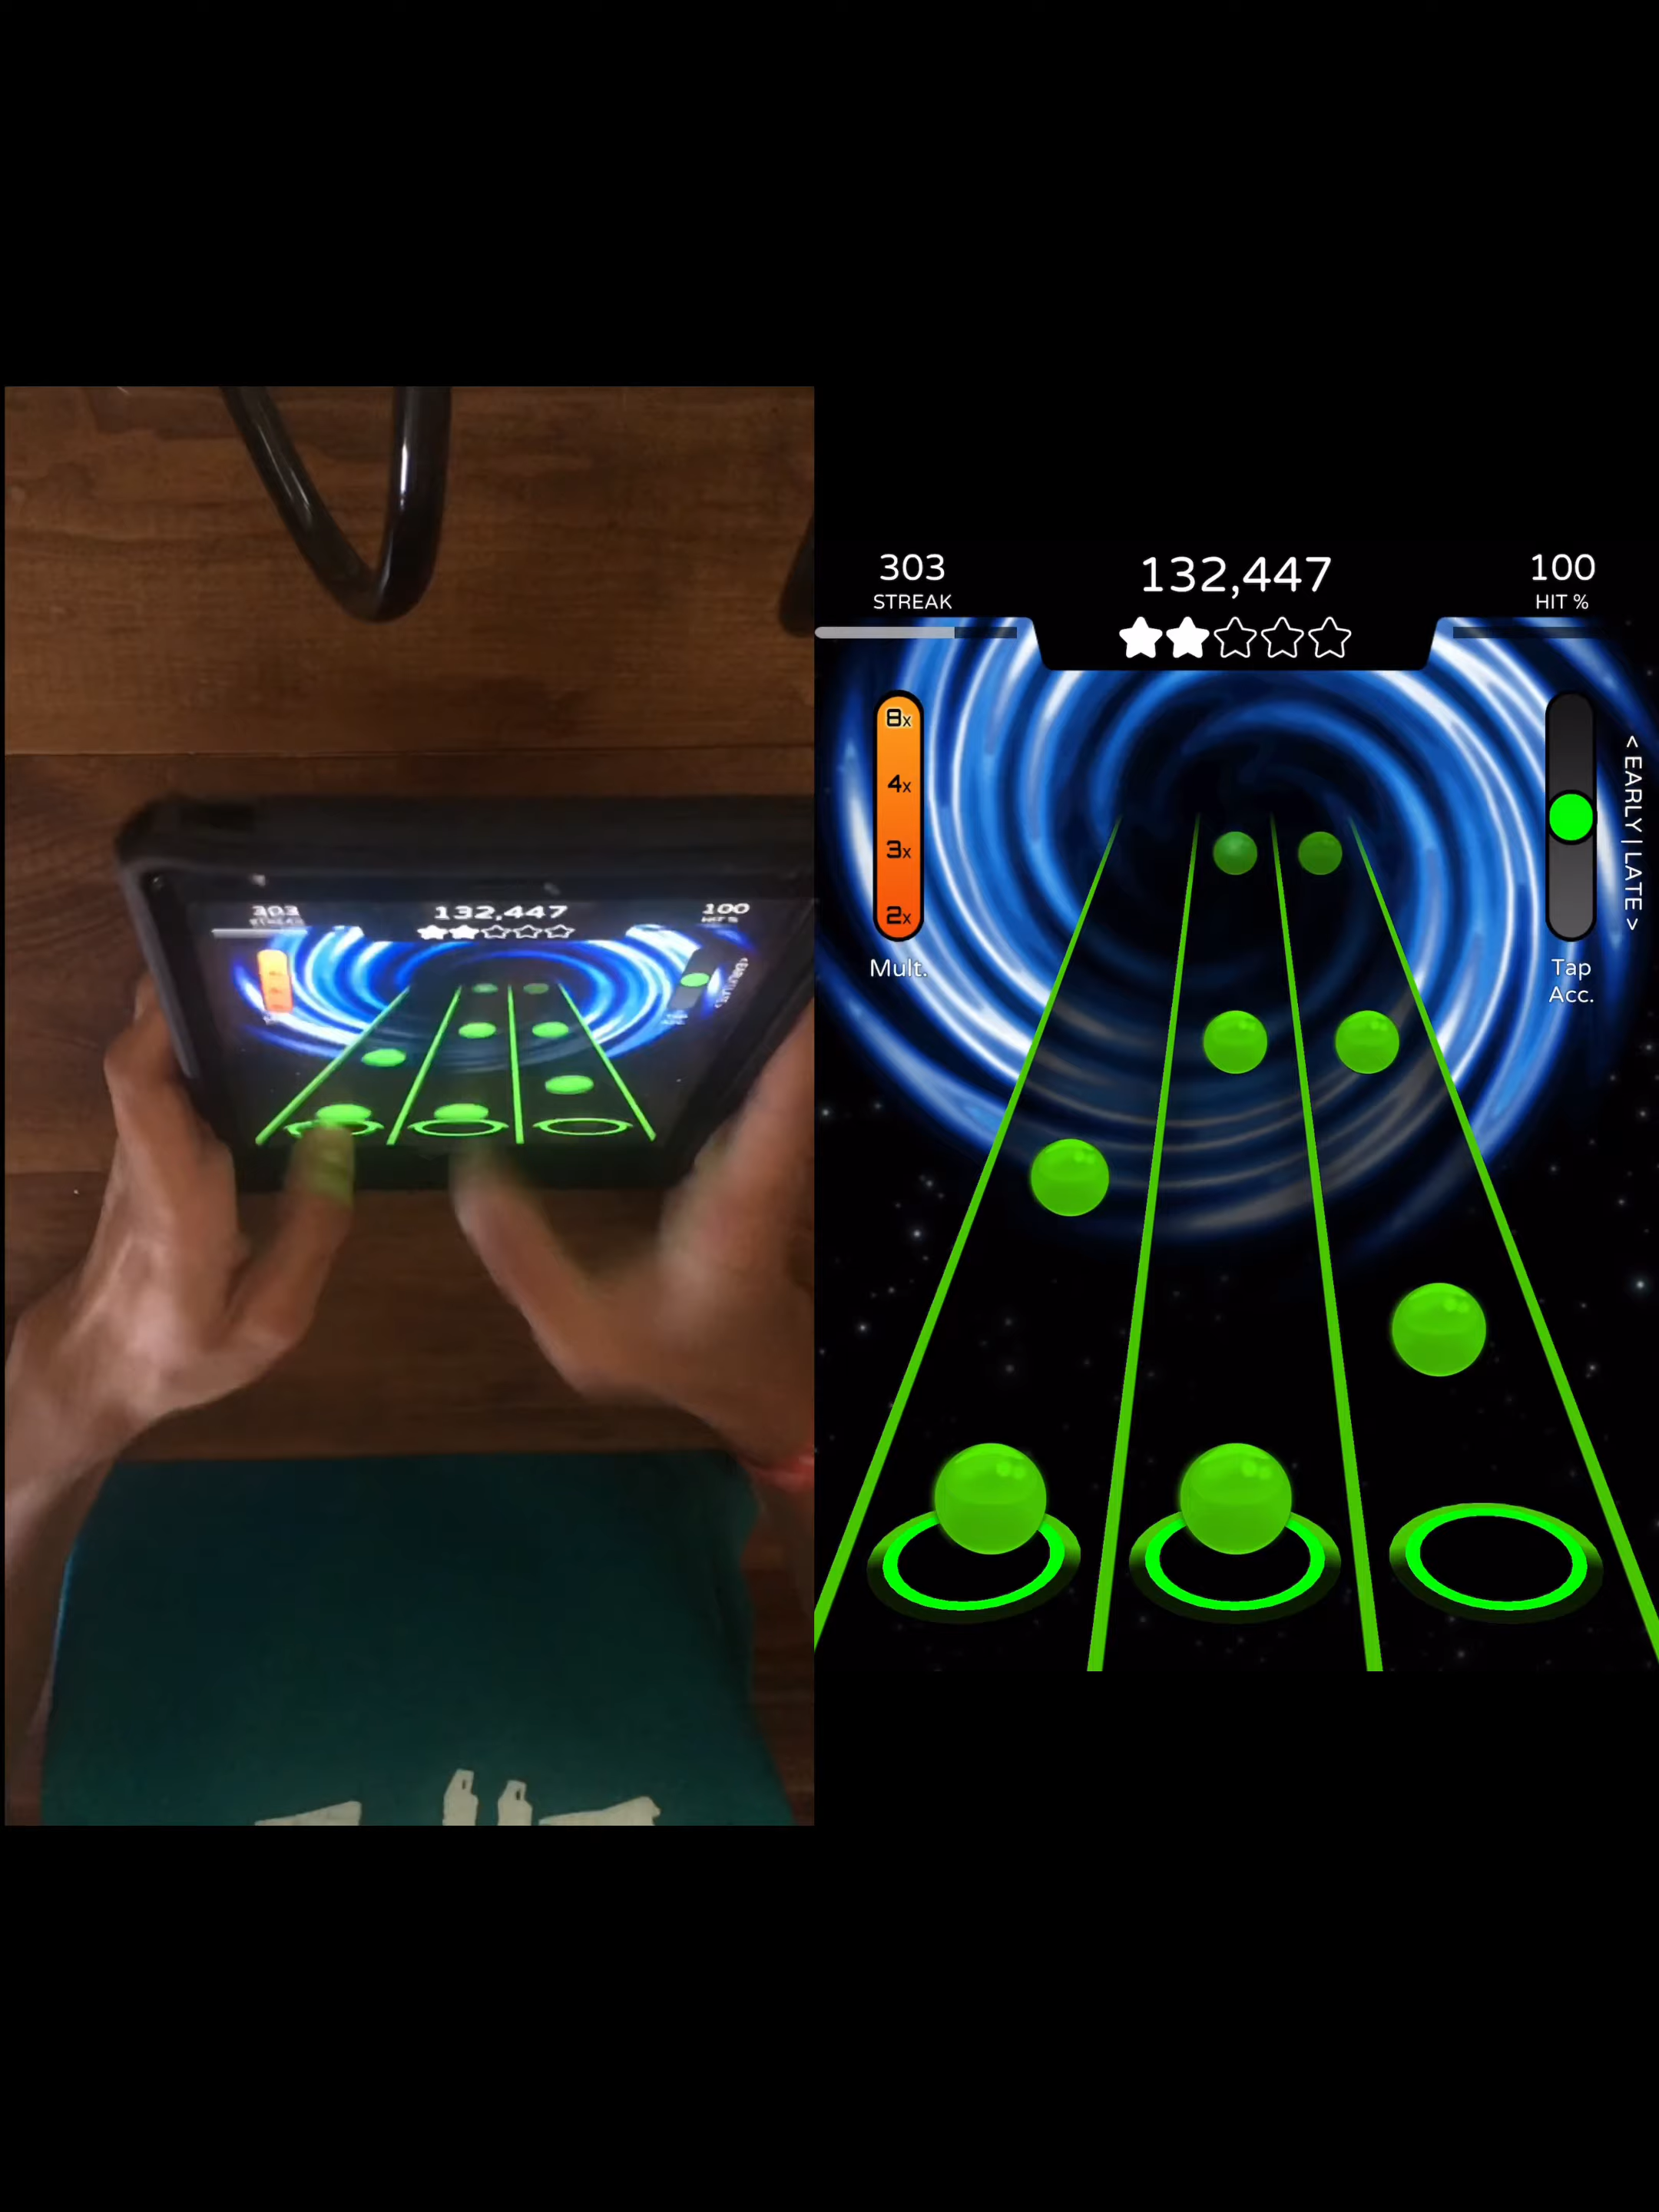 303
132,447
100
303
STREAK
132,447
100
HIT %
8x
4x
3x
2x
Mult.
< EARLY | LATE >
Tap
Acc.